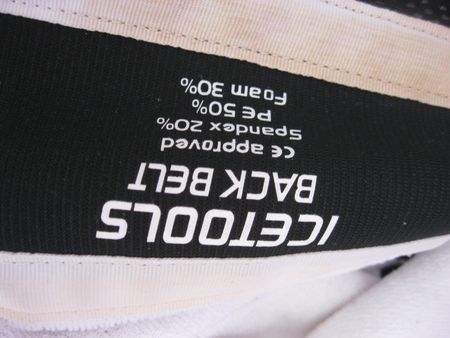 ICETOOLS
BACK BELT
CE approved
Spandex 20%
PE 50%
Foam 30%